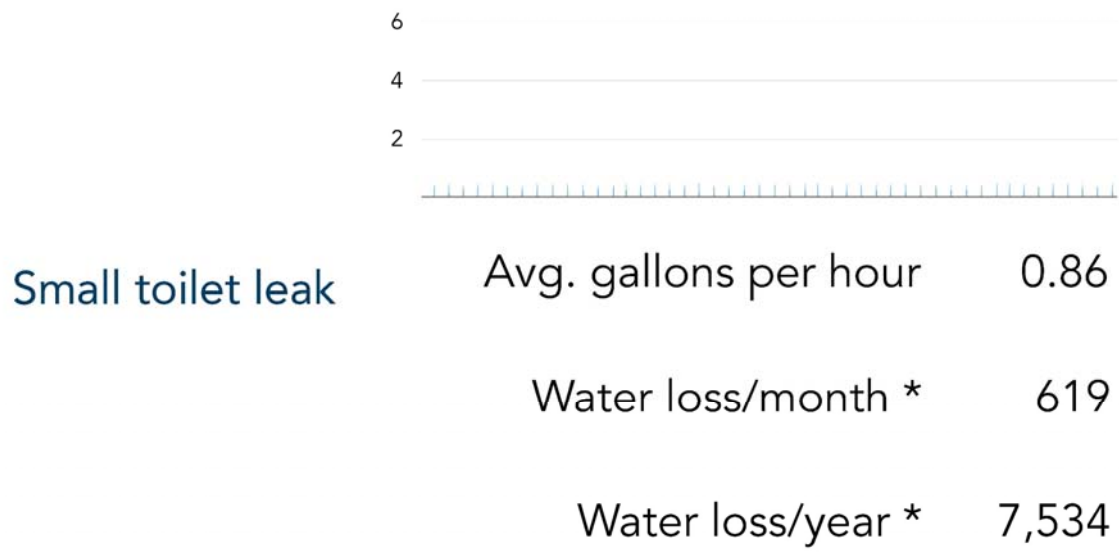 6
4
2
Small toilet leak
Avg. gallons per hour 0.86
Water loss/month * 619
Water loss/year * 7,534